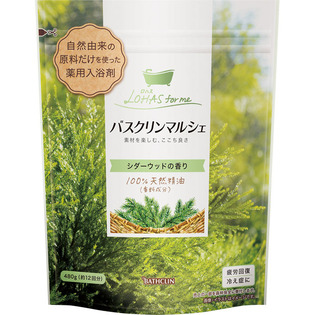 自然由来の
原料だけを使った
薬用入浴剤
LOHAS for me
バスクリンマルシェ
素材を楽しむ、ここち良さ
シダーウッドの香り
100%天然精油
(香料成分)
480g(約12回分)
BATHCLIN
疲労回復
冷え症に